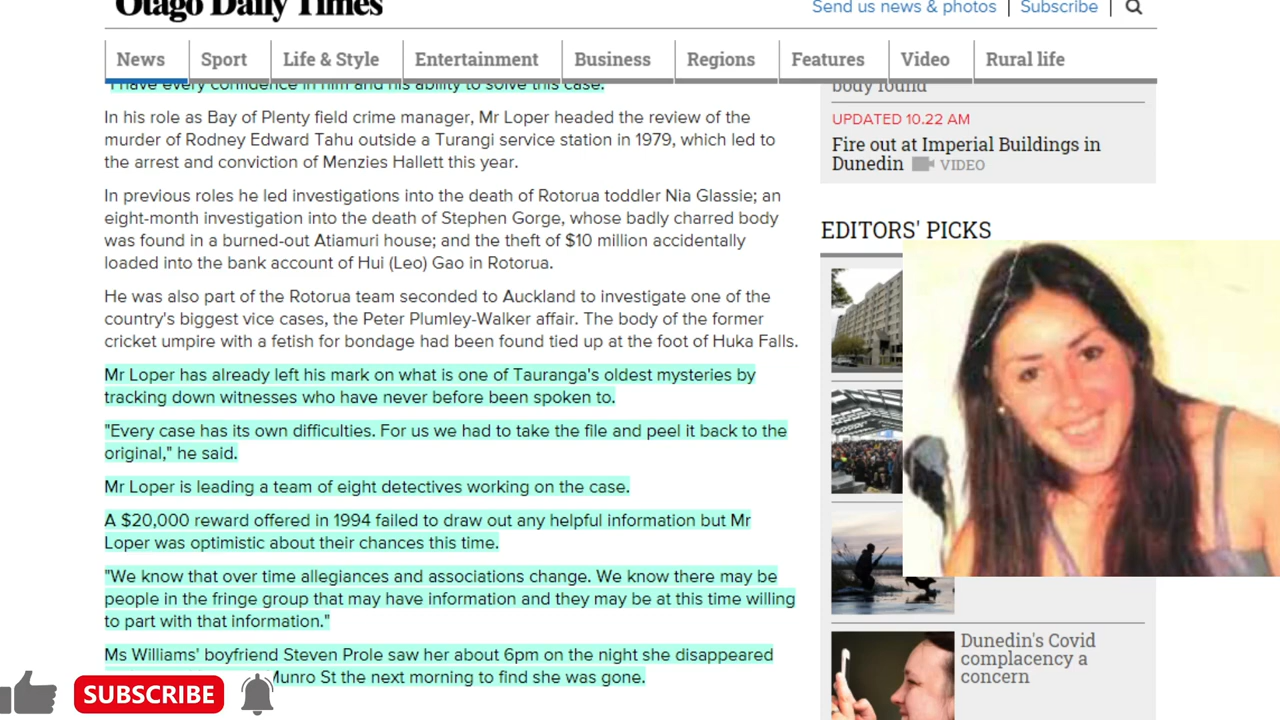 Otago Daily Times
Send us news & photos | Subscribe |
News Sport Life & Style Entertainment Business Regions Features Video Rural life
"I have every confidence in him and his ability to solve this case.
In his role as Bay of Plenty field crime manager, Mr Loper headed the review of the
murder of Rodney Edward Tahu outside a Turangi service station in 1979, which led to
the arrest and conviction of Menzies Hallett this year.
In previous roles he led investigations into the death of Rotorua toddler Nia Glassie; an
eight-month investigation into the death of Stephen Gorge, whose badly charred body
was found in a burned-out Atiamuri house; and the theft of $10 million accidentally
loaded into the bank account of Hui (Leo) Gao in Rotorua.
He was also part of the Rotorua team seconded to Auckland to investigate one of the
country's biggest vice cases, the Peter Plumley-Walker affair. The body of the former
cricket umpire with a fetish for bondage had been found tied up at the foot of Huka Falls.
Mr Loper has already left his mark on what is one of Tauranga's oldest mysteries by
tracking down witnesses who have never before been spoken to.
"Every case has its own difficulties. For us we had to take the file and peel it back to the
original," he said.
Mr Loper is leading a team of eight detectives working on the case.
A $20,000 reward offered in 1994 failed to draw out any helpful information but Mr
Loper was optimistic about their chances this time.
"We know that over time allegiances and associations change. We know there may be
people in the fringe group that may have information and they may be at this time willing
to part with that information."
Ms Williams' boyfriend Steven Prole saw her about 6pm on the night she disappeared
Munro St the next morning to find she was gone.
body found
UPDATED 10.22 AM
Fire out at Imperial Buildings in
Dunedin VIDEO
EDITORS' PICKS
Dunedin's Covid
complacency a
concern
SUBSCRIBE